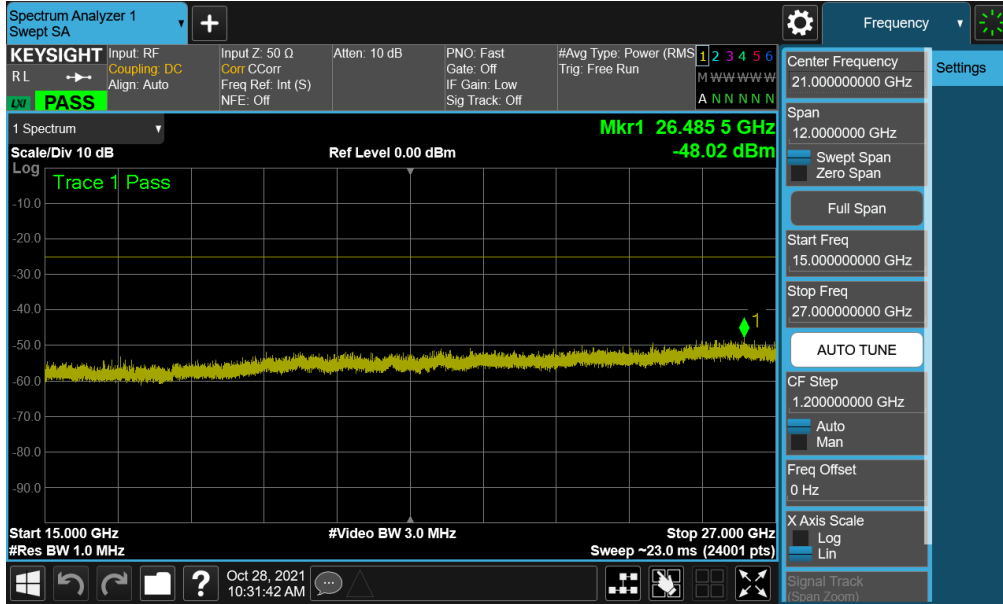 Spectrum Analyzer 1
Swept SA
+
Frequency
KEYSIGHT
R L
LXI PASS
Input: RF
Coupling: DC
Align: Auto
Input Z: 50 Ω
Corr CCorr
Freq Ref: Int (S)
NFE: Off
Atten: 10 dB
PNO: Fast
Gate: Off
IF Gain: Low
Sig Track: Off
#Avg Type: Power (RMS
Trig: Free Run
1 2 3 4 5 6
M W W W W W
A N N N N N
1 Spectrum
Scale/Div 10 dB
Ref Level 0.00 dBm
Mkr1 26.485 5 GHz
-48.02 dBm
Log
Trace 1 Pass
-10.0
-20.0
-30.0
-40.0
-50.0
-60.0
-70.0
-80.0
-90.0
1
Start 15.000 GHz
#Video BW 3.0 MHz
Stop 27.000 GHz
#Res BW 1.0 MHz
Sweep ~23.0 ms (24001 pts)
?
Oct 28, 2021
10:31:42 AM
Center Frequency
21.000000000 GHz
Span
12.0000000 GHz
Swept Span
Zero Span
Full Span
Start Freq
15.000000000 GHz
Stop Freq
27.000000000 GHz
AUTO TUNE
CF Step
1.200000000 GHz
Auto
Man
Freq Offset
0 Hz
X Axis Scale
Log
Lin
Signal Track
(Span Zoom)
Settings